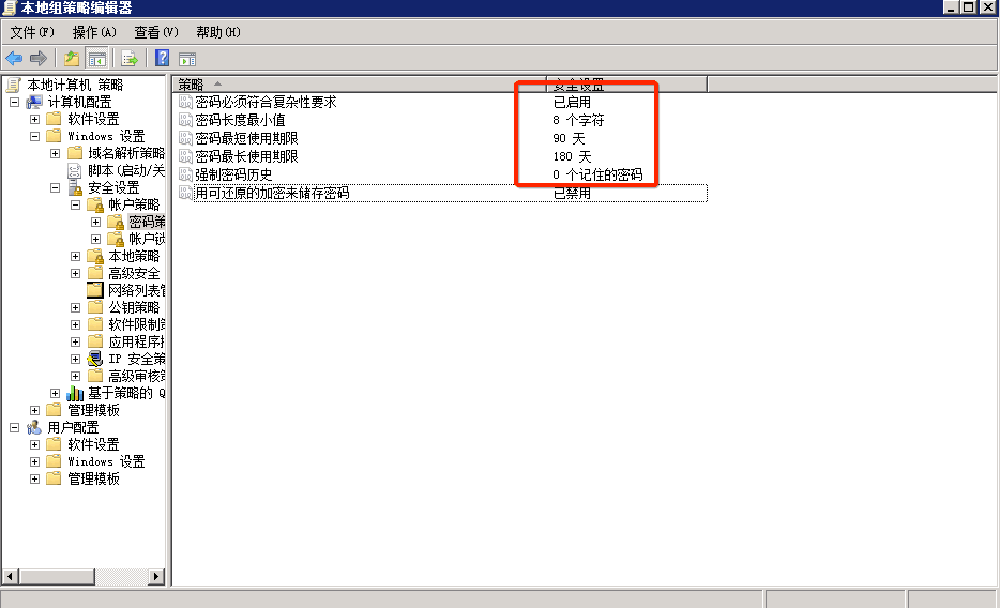 本地组策略编辑器
文件(F) 操作(A) 查看(V) 帮助(H)
本地计算机 策略
计算机配置
软件设置
Windows 设置
域名解析策略
脚本(启动/关
安全设置
帐户策略
密码策
帐户锁
本地策略
高级安全
网络列表管
公钥策略
软件限制策
应用程序控
IP 安全策
高级审核策
基于策略的 Q
管理模板
用户配置
软件设置
Windows 设置
管理模板
策略 安全设置
密码必须符合复杂性要求 已启用
密码长度最小值 8 个字符
密码最短使用期限 90 天
密码最长使用期限 180 天
强制密码历史 0 个记住的密码
用可还原的加密来储存密码 已禁用